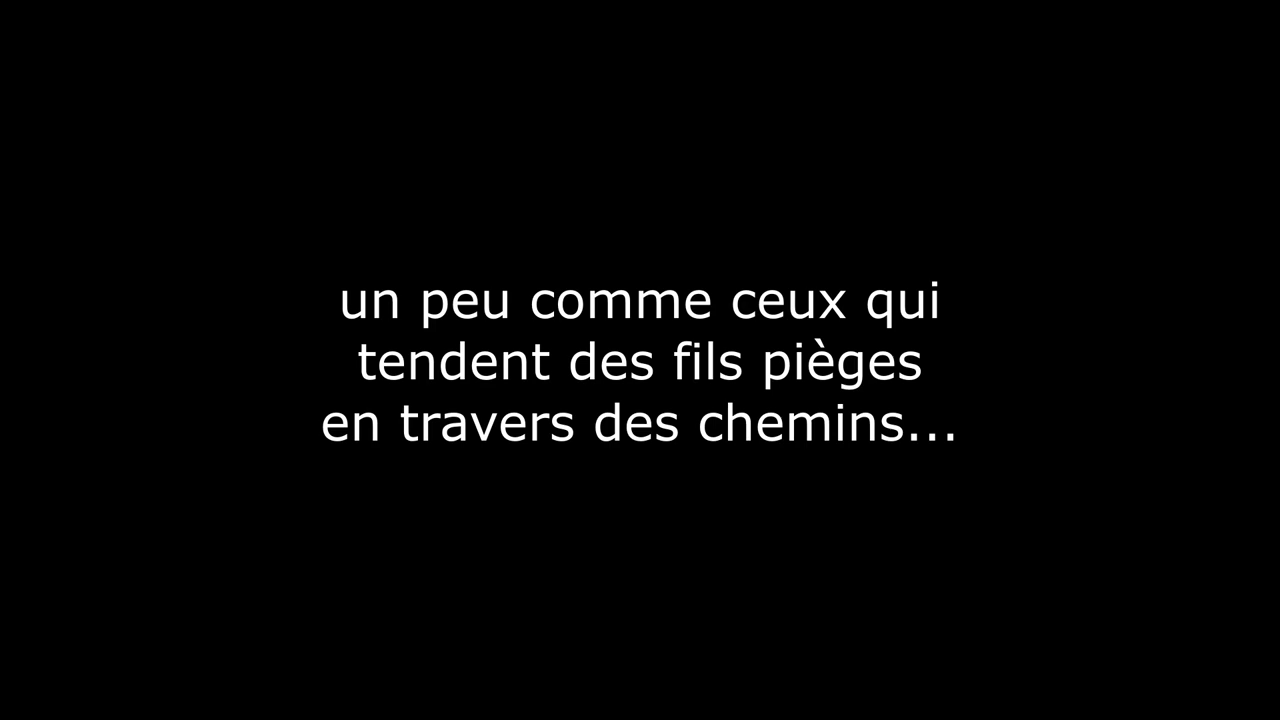 un peu comme ceux qui
tendent des fils pièges
en travers des chemins...